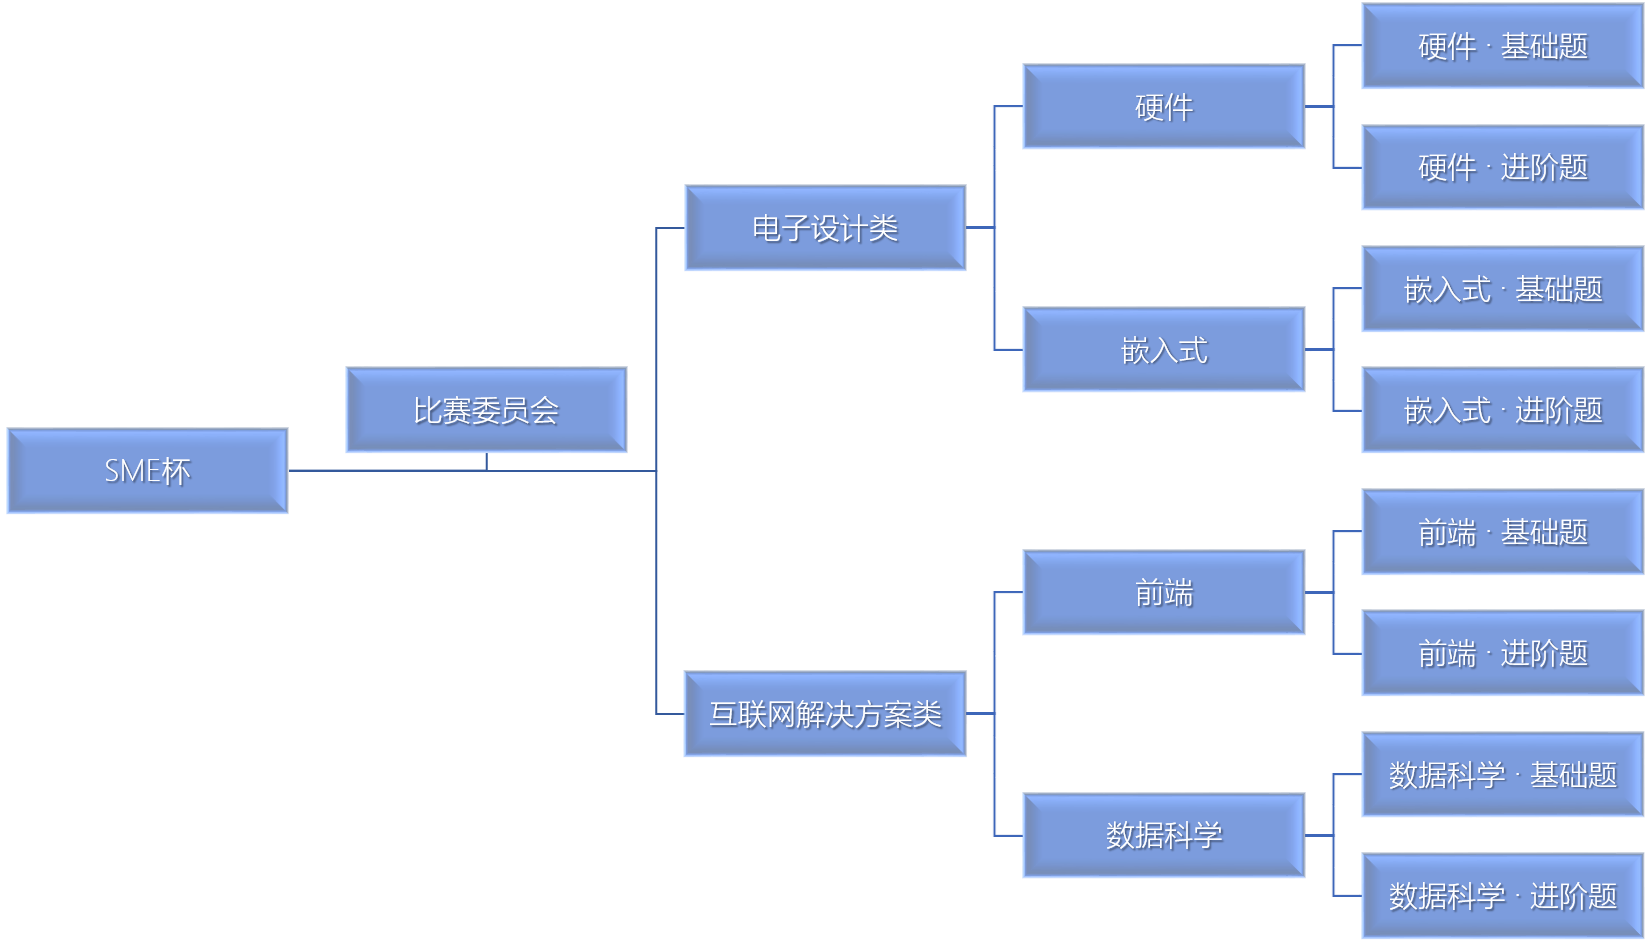 SME杯
比赛委员会
电子设计类
硬件
硬件 · 基础题
硬件 · 进阶题
嵌入式
嵌入式 · 基础题
嵌入式 · 进阶题
互联网解决方案类
前端
前端 · 基础题
前端 · 进阶题
数据科学
数据科学 · 基础题
数据科学 · 进阶题